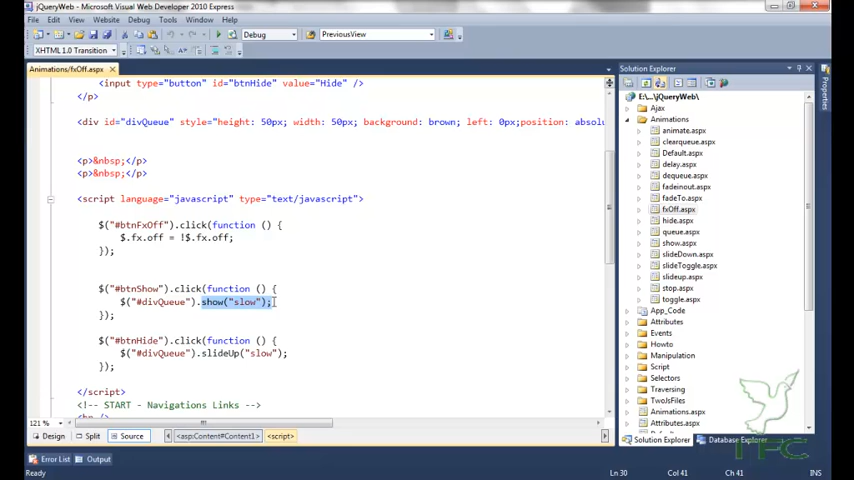 jQueryWeb - Microsoft Visual Web Developer 2010 Express
File Edit View Website Debug Tools Window Help
Debug PreviousView
XHTML 1.0 Transition
Animations/fxOff.aspx
<input type="button" id="btnHide" value="Hide" />
</p>
<div id="divQueue" style="height: 50px; width: 50px; background: brown; left: 0px;position: absolu
<p>&nbsp;</p>
<p>&nbsp;</p>
<script language="javascript" type="text/javascript">
$("#btnFxOff").click(function () {
$.fx.off = !$.fx.off;
});
$("#btnShow").click(function () {
$("#divQueue").show("slow");
});
$("#btnHide").click(function () {
$("#divQueue").slideUp("slow");
});
</script>
<!-- START - Navigations Links -->
<hr />
121 %
Design Split Source <asp:Content#Content1> <script>
Error List Output
Ready Ln 30 Col 41 Ch 41
Solution Explorer
E:\...\jQueryWeb\
Ajax
Animations
animate.aspx
clearqueue.aspx
Default.aspx
delay.aspx
dequeue.aspx
fadeinout.aspx
fadeTo.aspx
fxOff.aspx
hide.aspx
queue.aspx
show.aspx
slideDown.aspx
slideToggle.aspx
slideup.aspx
stop.aspx
toggle.aspx
App_Code
Attributes
Events
Howto
Manipulation
Script
Selectors
Traversing
TwoJsFiles
Animations.aspx
Attributes.aspx
Solution Explorer Database Explorer
Properties
TFC